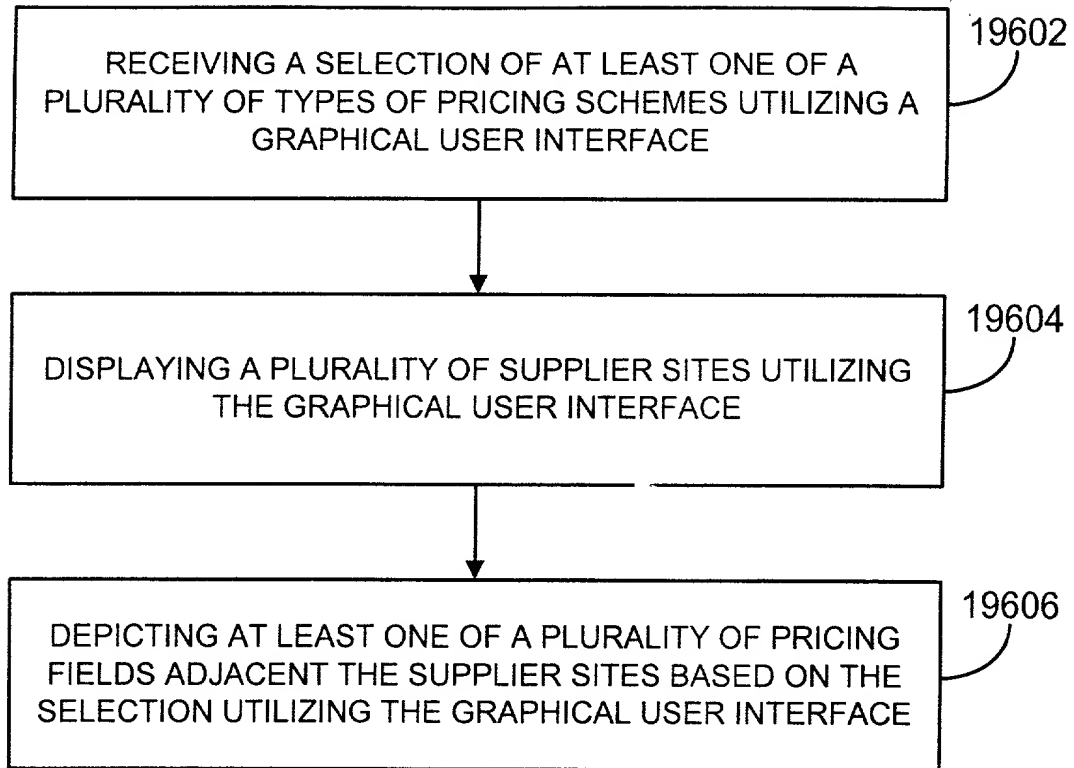 19602
RECEIVING A SELECTION OF AT LEAST ONE OF A
PLURALITY OF TYPES OF PRICING SCHEMES UTILIZING A
GRAPHICAL USER INTERFACE
19604
DISPLAYING A PLURALITY OF SUPPLIER SITES UTILIZING
THE GRAPHICAL USER INTERFACE
19606
DEPICTING AT LEAST ONE OF A PLURALITY OF PRICING
FIELDS ADJACENT THE SUPPLIER SITES BASED ON THE
SELECTION UTILIZING THE GRAPHICAL USER INTERFACE